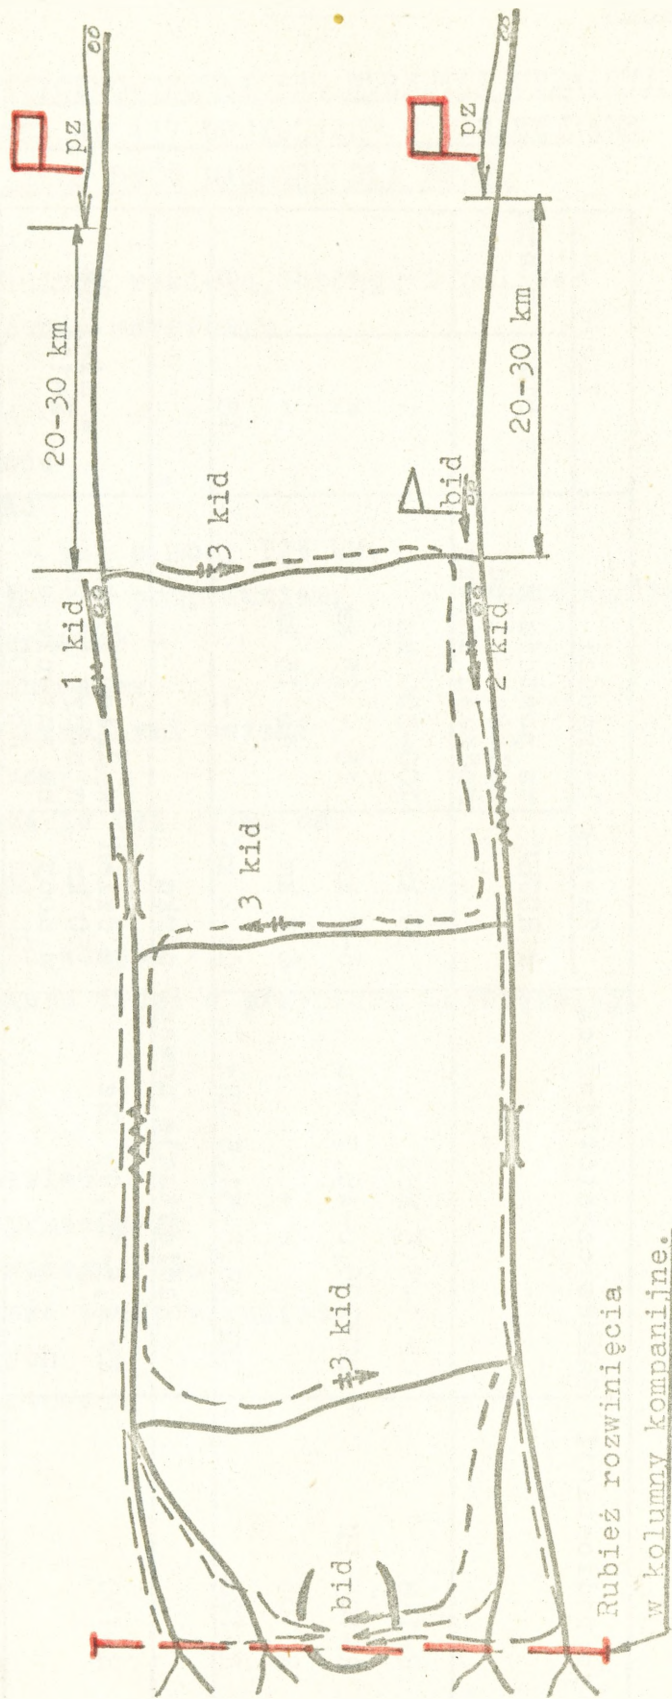 pz
pz
20-30 km
20-30 km
3 kid
bid
1 kid
2 kid
3 kid
3 kid
bid
Rubież rozwinięcia
w kolumny kompanijne.